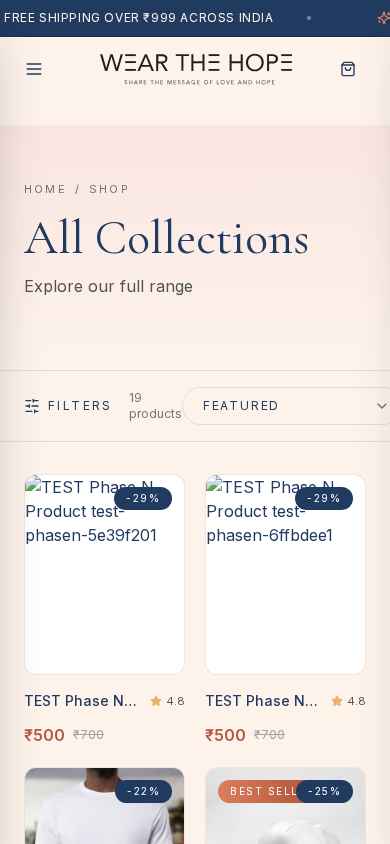 FREE SHIPPING OVER ₹999 ACROSS INDIA •
WEAR THE HOPE
SHARE THE MESSAGE OF LOVE AND HOPE
HOME / SHOP
All Collections
Explore our full range
FILTERS
19
products
FEATURED
TEST Phase N
Product test-
phasen-5e39f201
-29%
TEST Phase N
Product test-
phasen-6ffbdee1
-29%
TEST Phase N... 4.8
₹500 ₹700
TEST Phase N... 4.8
₹500 ₹700
-22%
BEST SELL
-25%